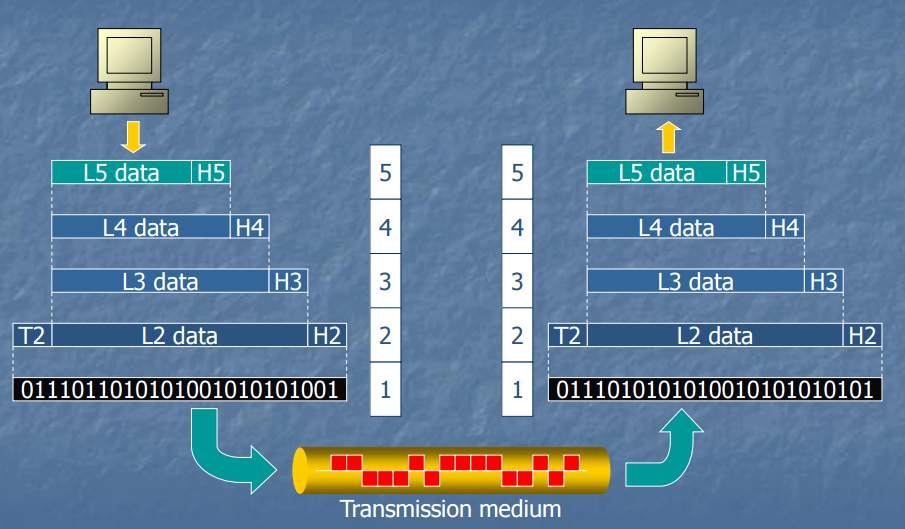 L5 data H5
L4 data H4
L3 data H3
T2 L2 data H2
0111011010101001010101001
5
4
3
2
1
5
4
3
2
1
L5 data H5
L4 data H4
L3 data H3
T2 L2 data H2
0111010101010010101010101
Transmission medium